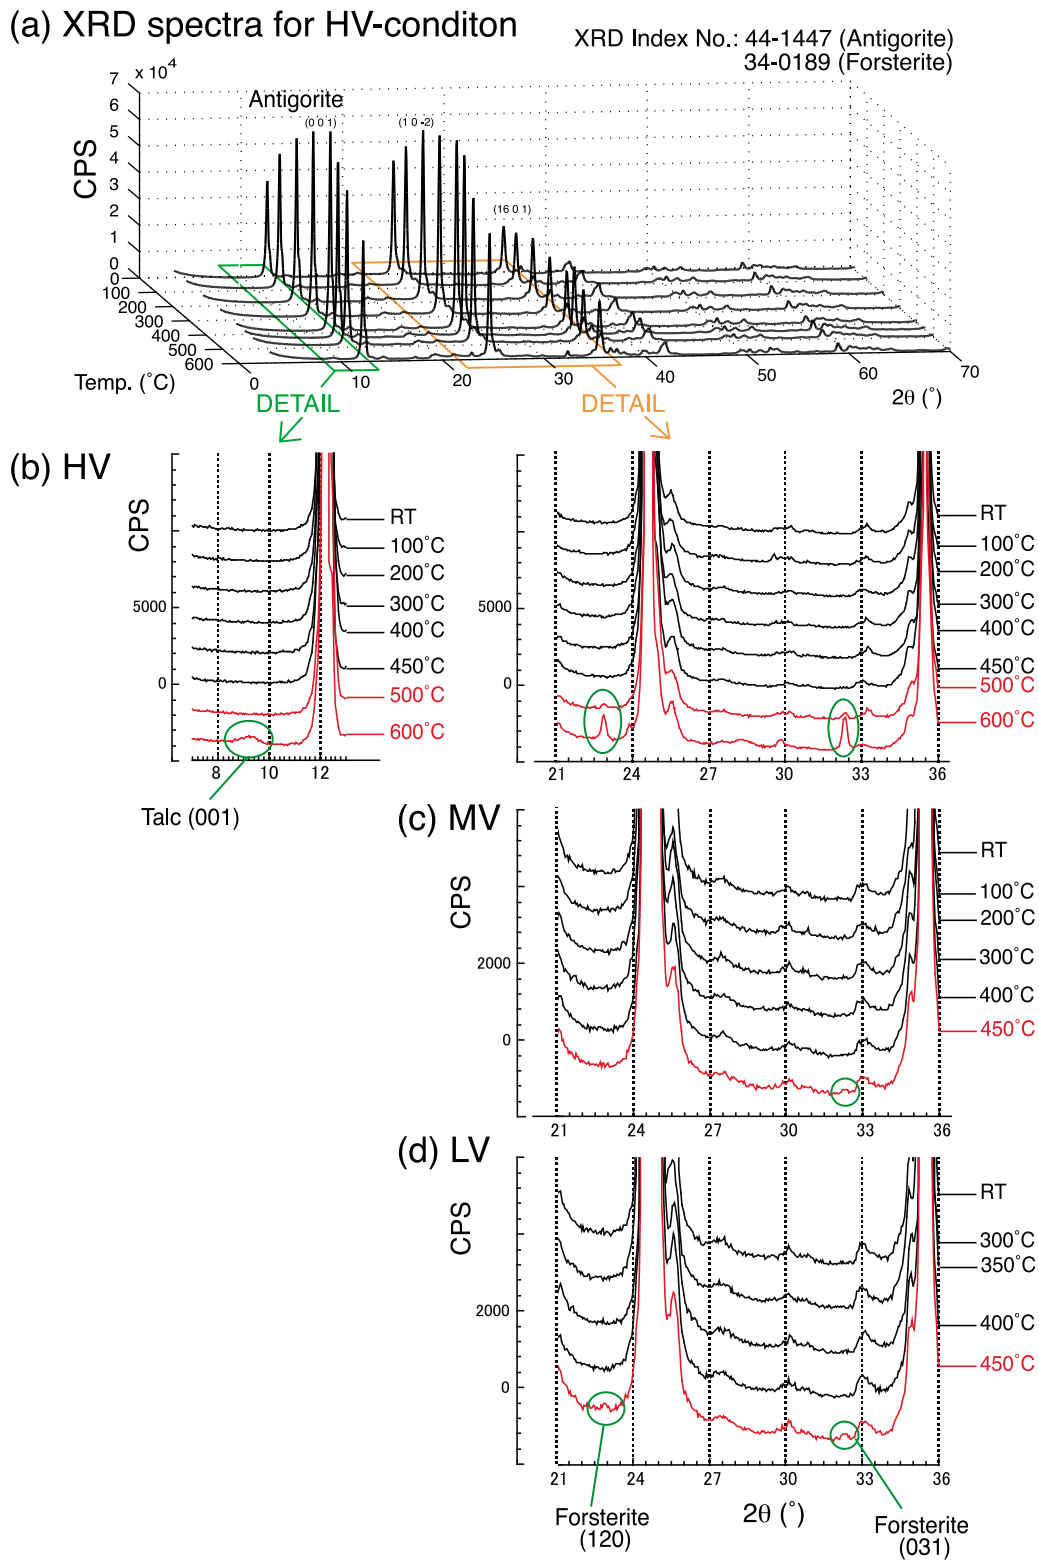 (a) XRD spectra for HV-conditon
XRD Index No.: 44-1447 (Antigorite)
34-0189 (Forsterite)
x 10⁴
7
6
5
4
3
2
1
0
CPS
Antigorite
(0 0 1)
(1 0 -2)
(16 0 1)
0
100
200
300
400
500
600
Temp. (˚C)
0
10
20
30
40
50
60
70
2θ (˚)
DETAIL
DETAIL
(b) HV
CPS
5000
0
RT
100˚C
200˚C
300˚C
400˚C
450˚C
500˚C
600˚C
8
10
12
Talc (001)
5000
0
RT
100˚C
200˚C
300˚C
400˚C
450˚C
500˚C
600˚C
21
24
27
30
33
36
(c) MV
CPS
2000
0
RT
100˚C
200˚C
300˚C
400˚C
450˚C
21
24
27
30
33
36
(d) LV
CPS
2000
0
RT
300˚C
350˚C
400˚C
450˚C
21
24
27
30
33
36
2θ (˚)
Forsterite
(120)
Forsterite
(031)